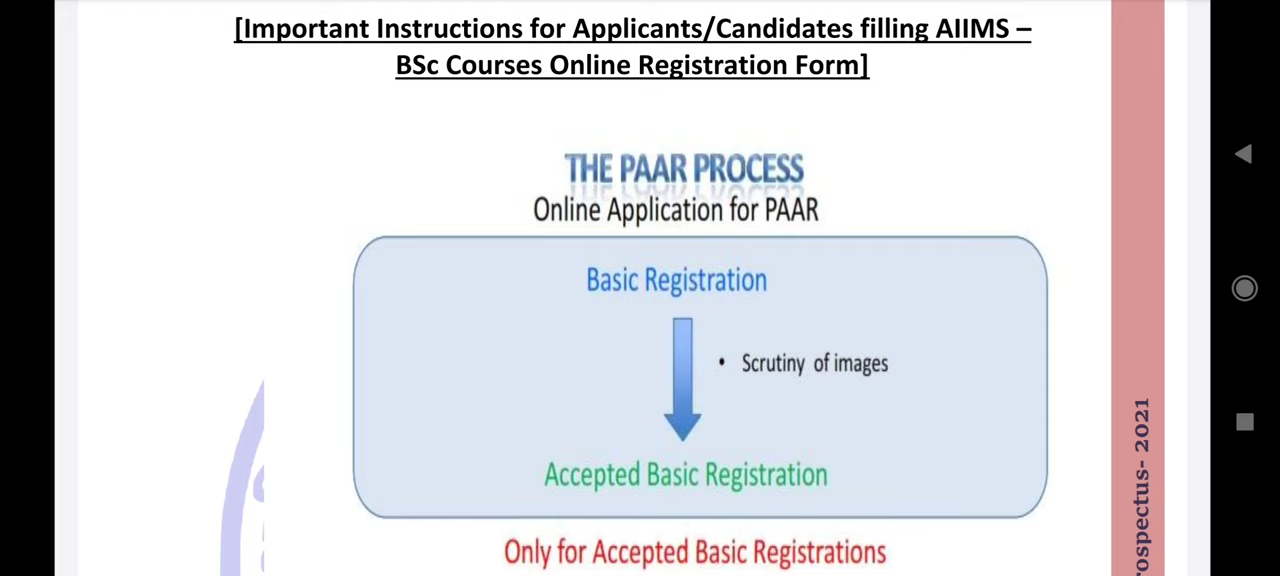 [Important Instructions for Applicants/Candidates filling AIIMS –
BSc Courses Online Registration Form]
THE PAAR PROCESS
Online Application for PAAR
Basic Registration
• Scrutiny of images
Accepted Basic Registration
Only for Accepted Basic Registrations
rospectus- 2021